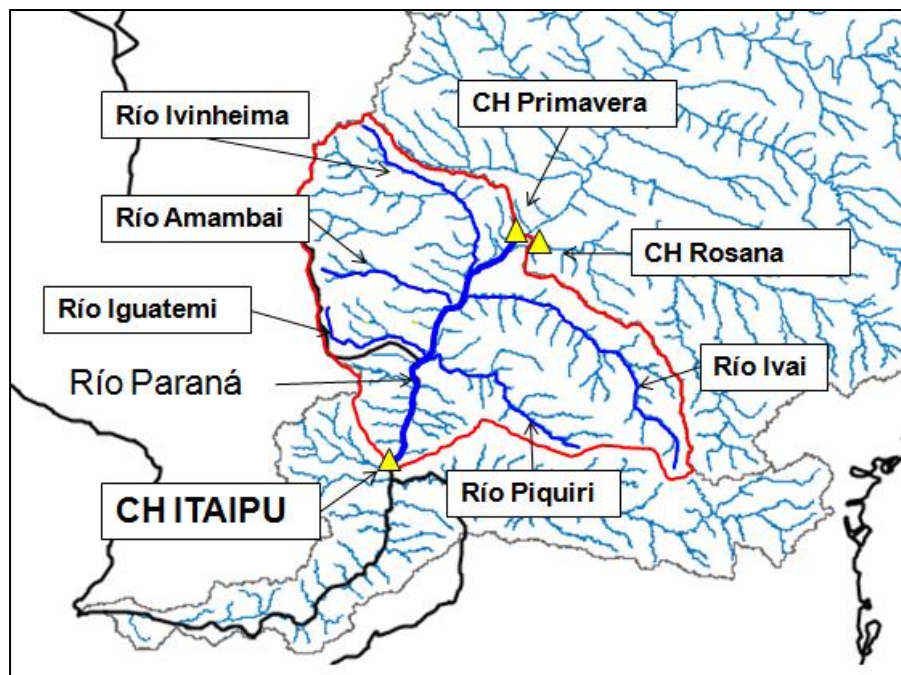 CH Primavera
Río Ivinheima
Río Amambai
CH Rosana
Río Iguatemi
Río Paraná
Río Ivai
Río Piquiri
CH ITAIPU